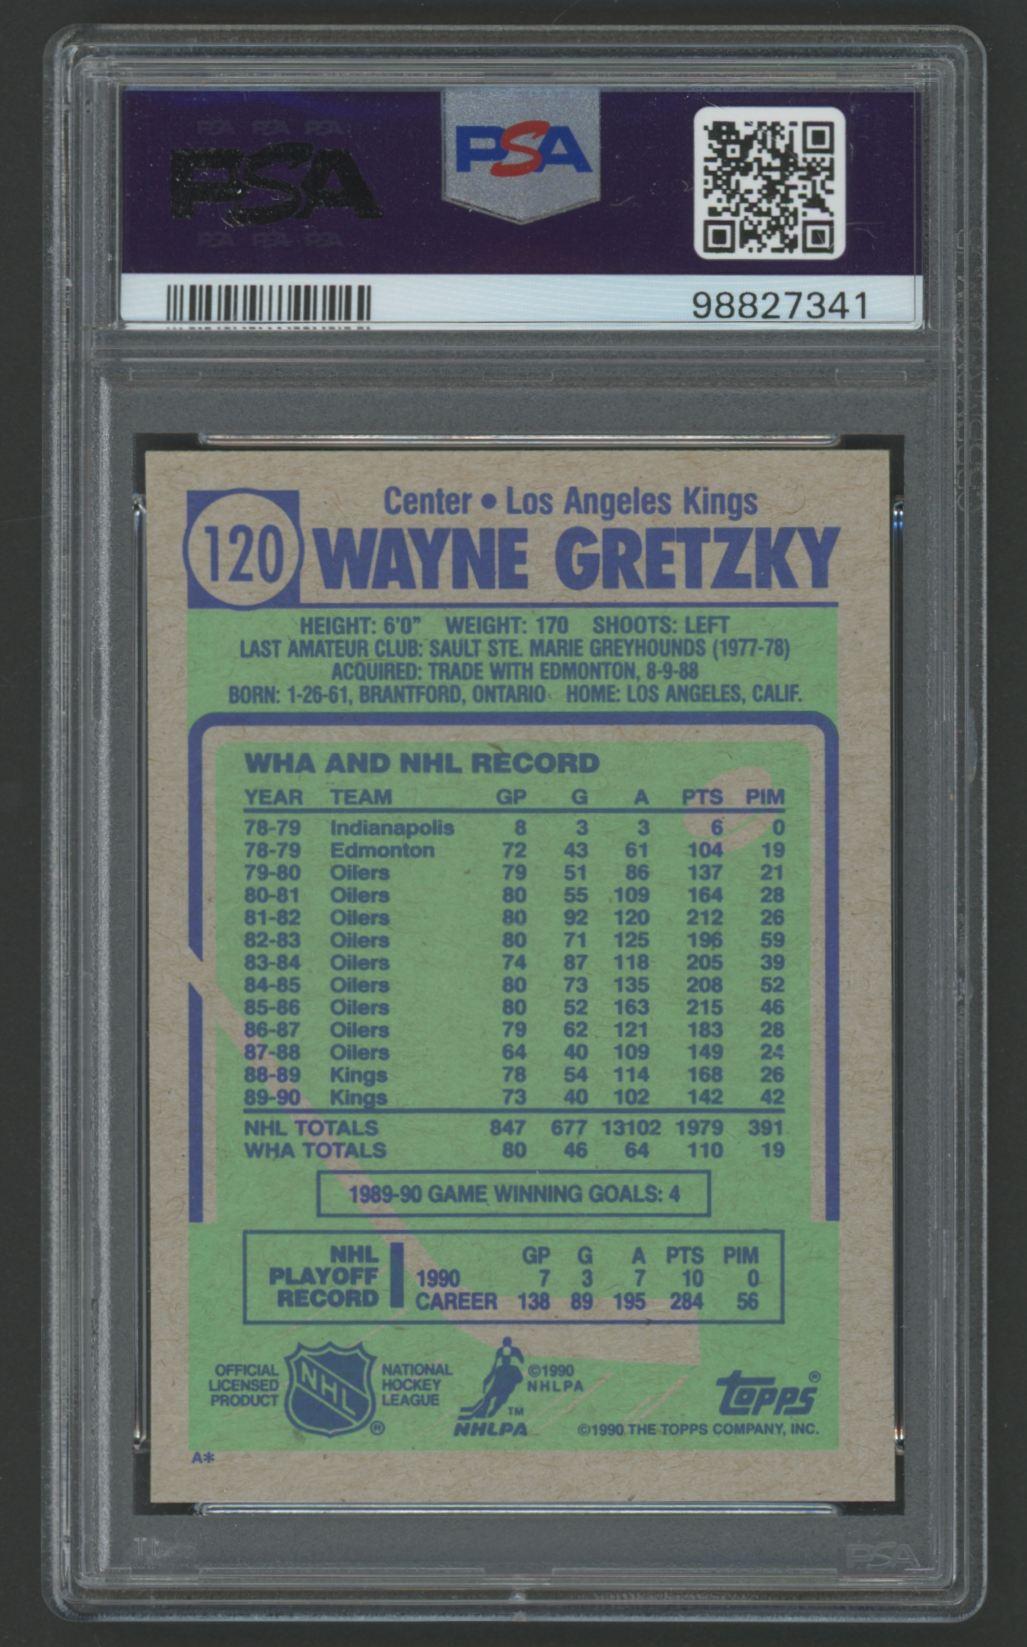 PSA PSA PSA
PSA
PSA PSA PSA
PSA
98827341
Center • Los Angeles Kings
120 WAYNE GRETZKY
HEIGHT: 6'0" WEIGHT: 170 SHOOTS: LEFT
LAST AMATEUR CLUB: SAULT STE. MARIE GREYHOUNDS (1977-78)
ACQUIRED: TRADE WITH EDMONTON, 8-9-88
BORN: 1-26-61, BRANTFORD, ONTARIO HOME: LOS ANGELES, CALIF.
WHA AND NHL RECORD
YEAR TEAM GP G A PTS PIM
78-79 Indianapolis 8 3 3 6 0
78-79 Edmonton 72 43 61 104 19
79-80 Oilers 79 51 86 137 21
80-81 Oilers 80 55 109 164 28
81-82 Oilers 80 92 120 212 26
82-83 Oilers 80 71 125 196 59
83-84 Oilers 74 87 118 205 39
84-85 Oilers 80 73 135 208 52
85-86 Oilers 80 52 163 215 46
86-87 Oilers 79 62 121 183 28
87-88 Oilers 64 40 109 149 24
88-89 Kings 78 54 114 168 26
89-90 Kings 73 40 102 142 42
NHL TOTALS 847 677 13102 1979 391
WHA TOTALS 80 46 64 110 19
1989-90 GAME WINNING GOALS: 4
NHL PLAYOFF RECORD
GP G A PTS PIM
1990 7 3 7 10 0
CAREER 138 89 195 284 56
OFFICIAL LICENSED PRODUCT
NHL ®
NATIONAL HOCKEY LEAGUE
©1990 NHLPA
TM
NHLPA
TOPPS®
©1990 THE TOPPS COMPANY, INC.
A*
PSA